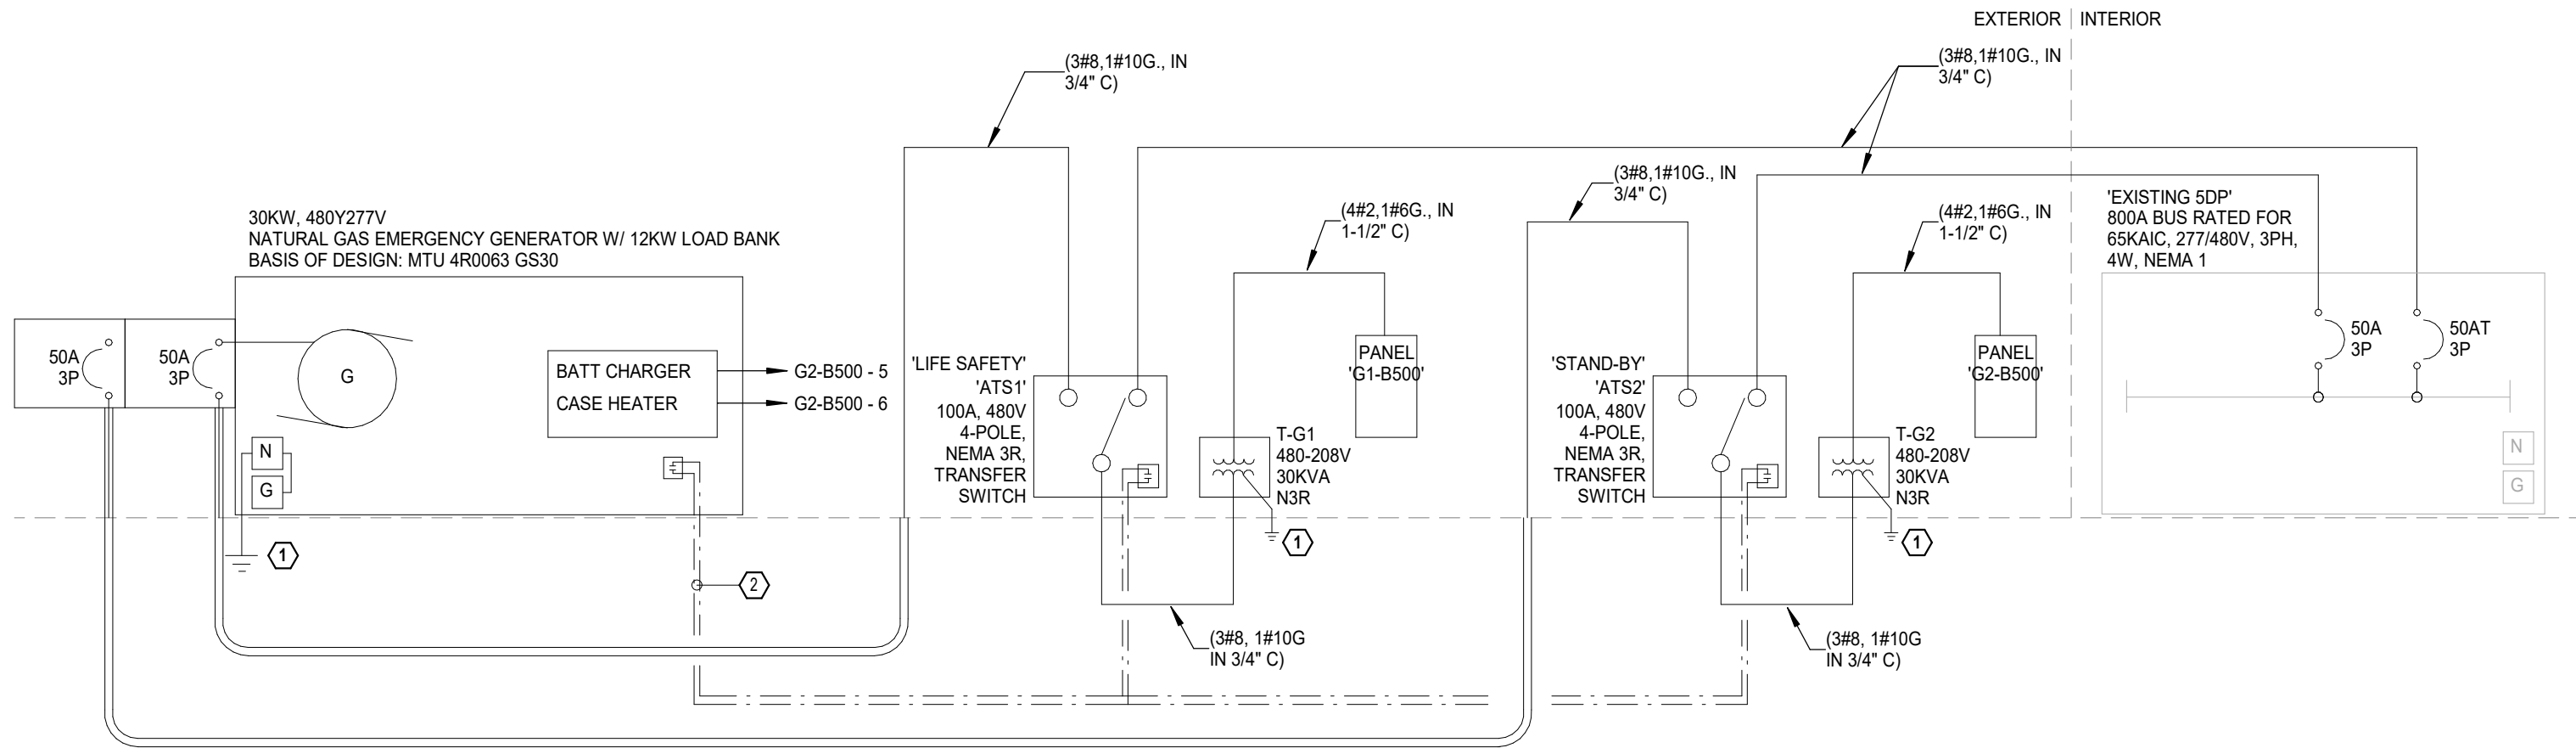 EXTERIOR
INTERIOR
(3#8,1#10G., IN
3/4" C)
(3#8,1#10G., IN
3/4" C)
(3#8,1#10G., IN
3/4" C)
(4#2,1#6G., IN
1-1/2" C)
(4#2,1#6G., IN
1-1/2" C)
'EXISTING 5DP'
800A BUS RATED FOR
65KAIC, 277/480V, 3PH,
4W, NEMA 1
30KW, 480Y277V
NATURAL GAS EMERGENCY GENERATOR W/ 12KW LOAD BANK
BASIS OF DESIGN: MTU 4R0063 GS30
50A
3P
50A
3P
G
BATT CHARGER
CASE HEATER
G2-B500 - 5
G2-B500 - 6
N
G
1
2
'LIFE SAFETY'
'ATS1'
100A, 480V
4-POLE,
NEMA 3R,
TRANSFER
SWITCH
PANEL
'G1-B500'
T-G1
480-208V
30KVA
N3R
1
(3#8, 1#10G
IN 3/4" C)
'STAND-BY'
'ATS2'
100A, 480V
4-POLE,
NEMA 3R,
TRANSFER
SWITCH
PANEL
'G2-B500'
T-G2
480-208V
30KVA
N3R
1
(3#8, 1#10G
IN 3/4" C)
50A
3P
50AT
3P
N
G